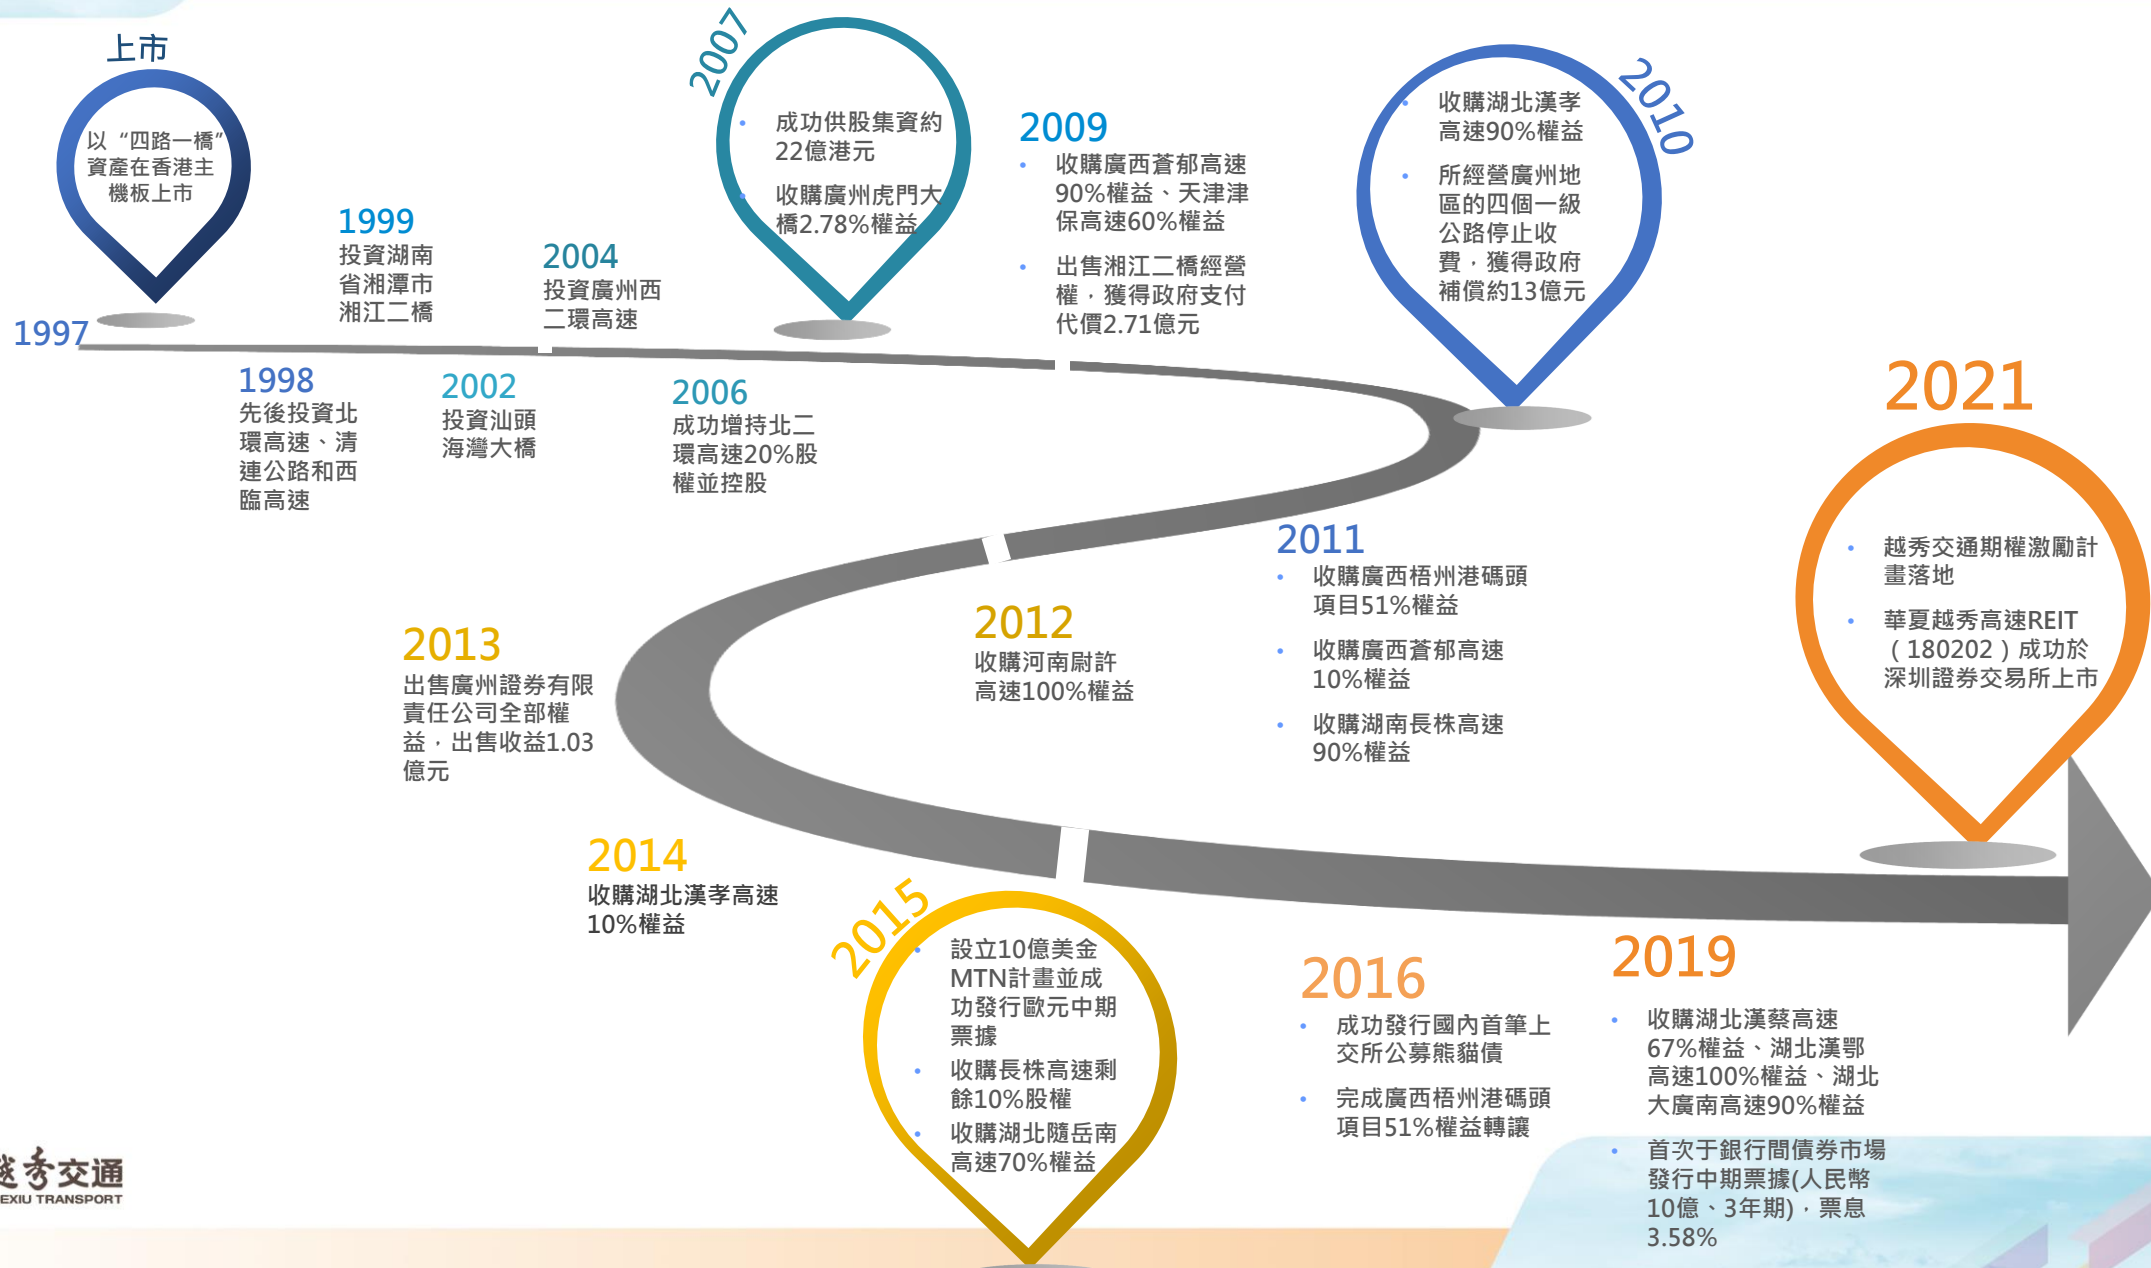 上市
以“四路一橋”
資產在香港主
機板上市
1997
1998
先後投資北
環高速、清
連公路和西
臨高速
1999
投資湖南
省湘潭市
湘江二橋
2002
投資汕頭
海灣大橋
2004
投資廣州西
二環高速
2006
成功增持北二
環高速20%股
權並控股
2007
• 成功供股集資約
22億港元
• 收購廣州虎門大
橋2.78%權益
2009
• 收購廣西蒼郁高速
90%權益、天津津
保高速60%權益
• 出售湘江二橋經營
權，獲得政府支付
代價2.71億元
2010
• 收購湖北漢孝
高速90%權益
• 所經營廣州地
區的四個一級
公路停止收
費，獲得政府
補償約13億元
2011
• 收購廣西梧州港碼頭
項目51%權益
• 收購廣西蒼郁高速
10%權益
• 收購湖南長株高速
90%權益
2012
收購河南尉許
高速100%權益
2013
出售廣州證券有限
責任公司全部權
益，出售收益1.03
億元
2014
收購湖北漢孝高速
10%權益
2015
• 設立10億美金
MTN計畫並成
功發行歐元中期
票據
• 收購長株高速剩
餘10%股權
• 收購湖北隨岳南
高速70%權益
2016
• 成功發行國內首筆上
交所公募熊貓債
• 完成廣西梧州港碼頭
項目51%權益轉讓
2019
• 收購湖北漢蔡高速
67%權益、湖北漢鄂
高速100%權益、湖北
大廣南高速90%權益
• 首次于銀行間債券市場
發行中期票據(人民幣
10億、3年期)，票息
3.58%
2021
• 越秀交通期權激勵計
畫落地
• 華夏越秀高速REIT
（180202）成功於
深圳證券交易所上市
越秀交通
EXIU TRANSPORT